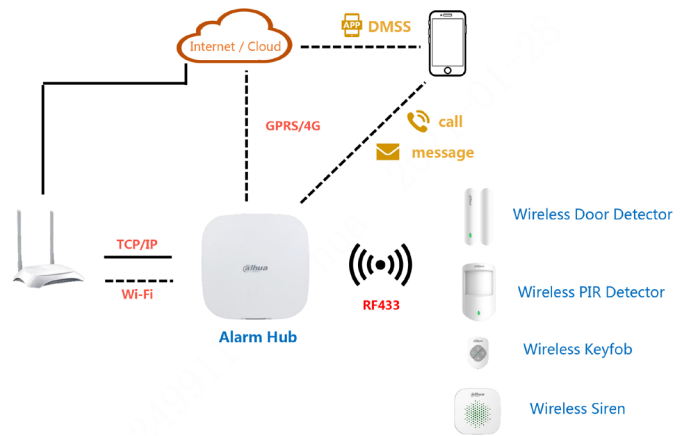 APP DMSS
Internet / Cloud
GPRS/4G
call
message
Wireless Door Detector
TCP/IP
alhua
Wi-Fi
RF433
Wireless PIR Detector
Alarm Hub
Wireless Keyfob
Wireless Siren